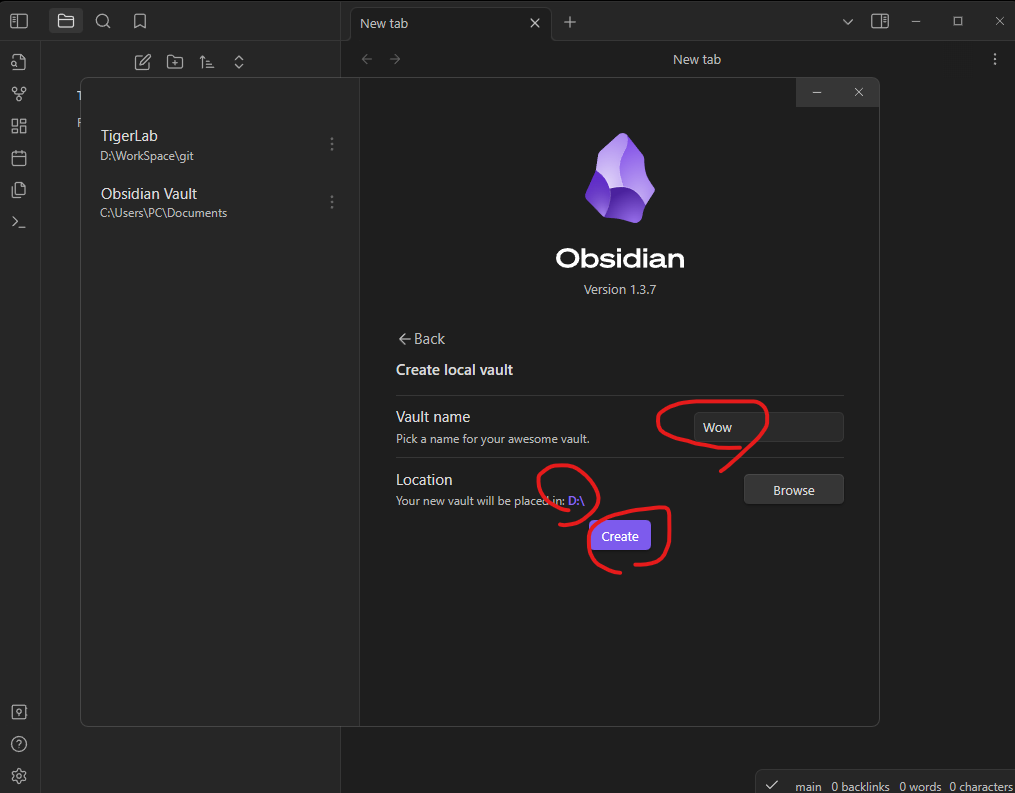 New tab
New tab
TigerLab
D:\WorkSpace\git
Obsidian Vault
C:\Users\PC\Documents
Obsidian
Version 1.3.7
Back
Create local vault
Vault name
Wow
Pick a name for your awesome vault.
Location
Your new vault will be placed in: D:\
Browse
Create
main 0 backlinks 0 words 0 characters